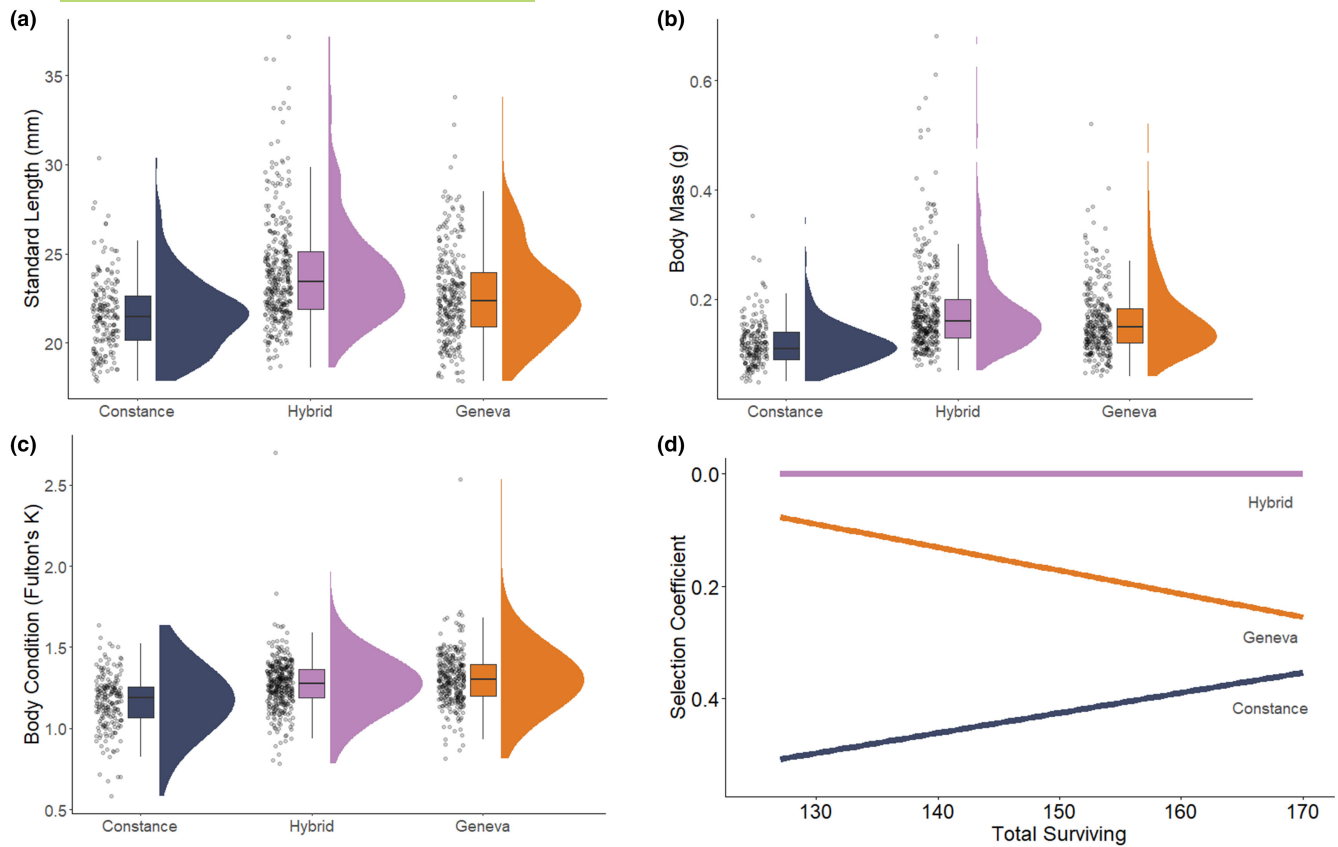 (a)
Standard Length (mm)
35
30
25
20
Constance
Hybrid
Geneva
(b)
Body Mass (g)
0.6
0.4
0.2
Constance
Hybrid
Geneva
(c)
Body Condition (Fulton's K)
2.5
2.0
1.5
1.0
0.5
Constance
Hybrid
Geneva
(d)
Selection Coefficient
0.0
0.2
0.4
Hybrid
Geneva
Constance
130
140
150
160
170
Total Surviving